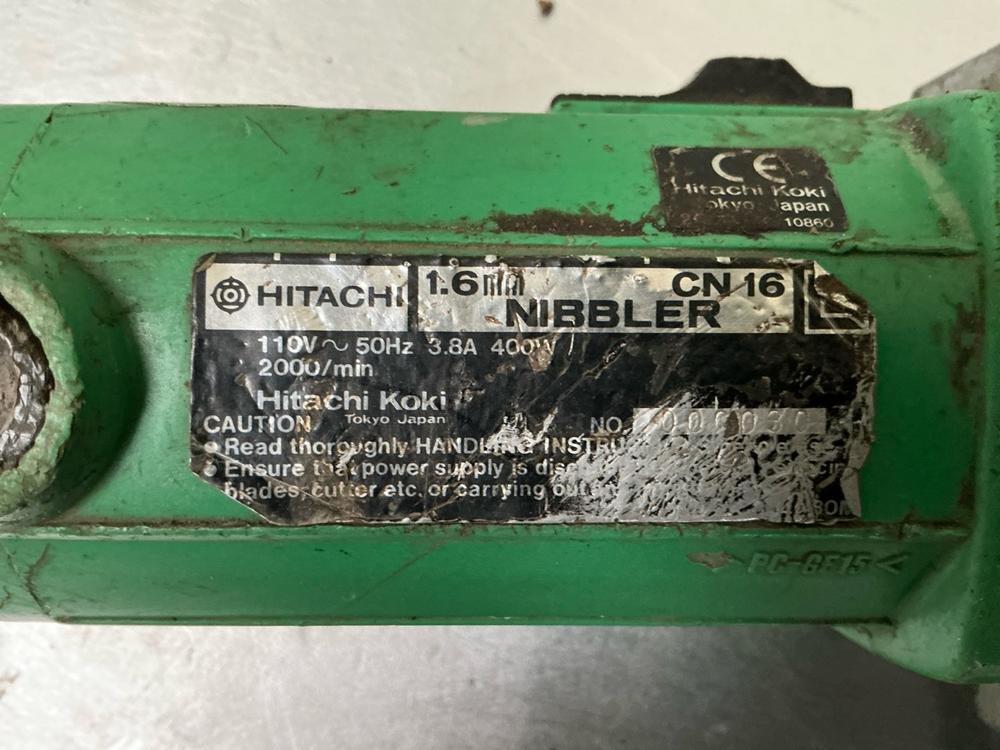 CE
Hitachi Koki
Tokyo Japan
10860
HITACHI
1.6mm
CN 16
NIBBLER
110V～ 50Hz 3.8A 400W
2000/min
Hitachi Koki
Tokyo Japan
CAUTION
NO.
● Read thoroughly HANDLING
● Ensure that power supply is
blades, cutter etc. or carrying out
>PC-GF15<